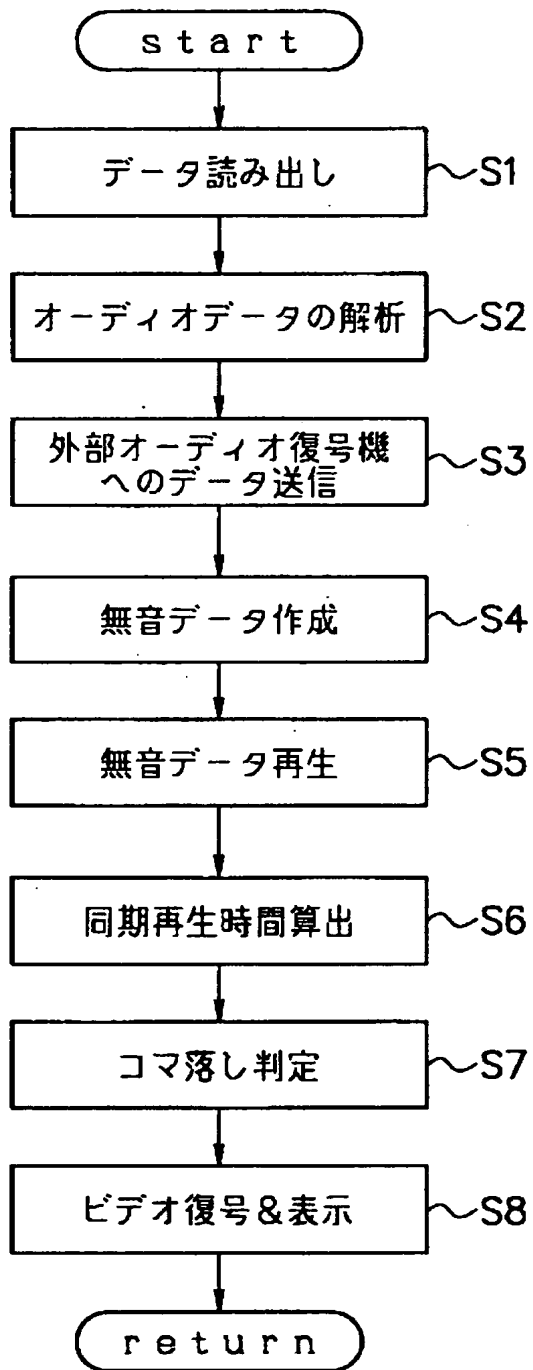 start
データ読み出し
S1
オーディオデータの解析
S2
外部オーディオ復号機
へのデータ送信
S3
無音データ作成
S4
無音データ再生
S5
同期再生時間算出
S6
コマ落し判定
S7
ビデオ復号&表示
S8
return